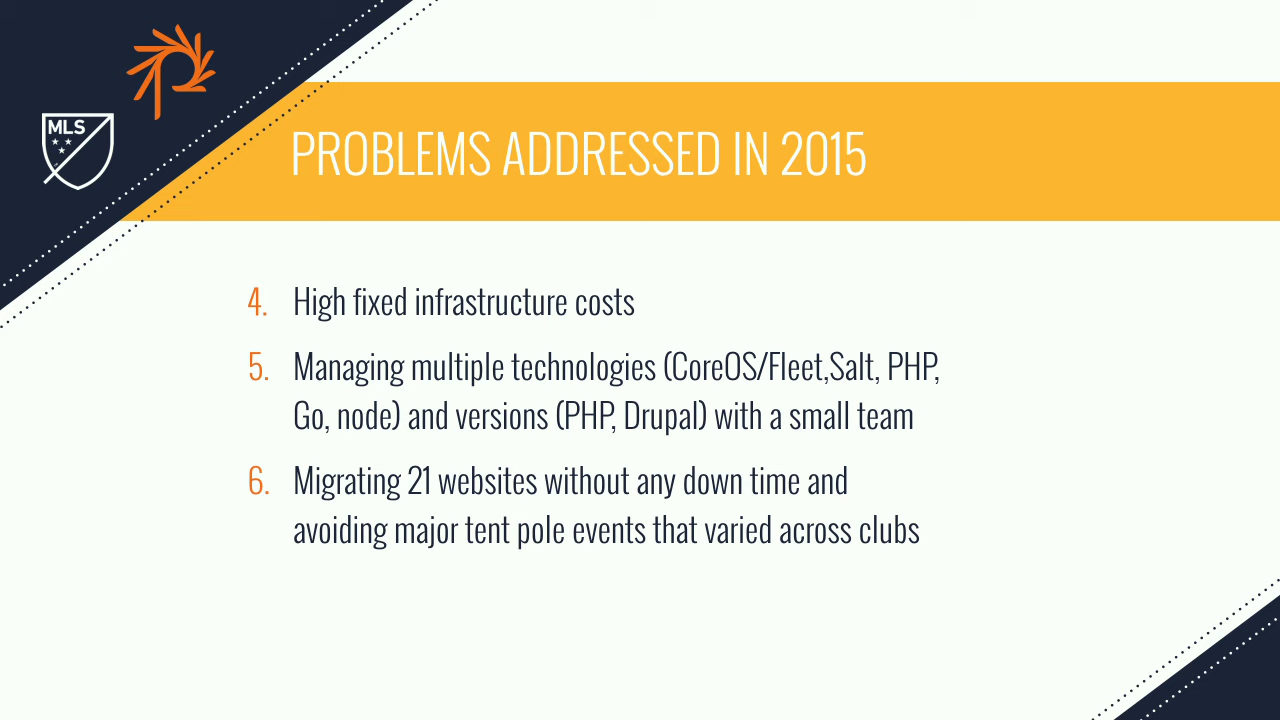 MLS
PROBLEMS ADDRESSED IN 2015
4. High fixed infrastructure costs
5. Managing multiple technologies (CoreOS/Fleet,Salt, PHP,
Go, node) and versions (PHP, Drupal) with a small team
6. Migrating 21 websites without any down time and
avoiding major tent pole events that varied across clubs